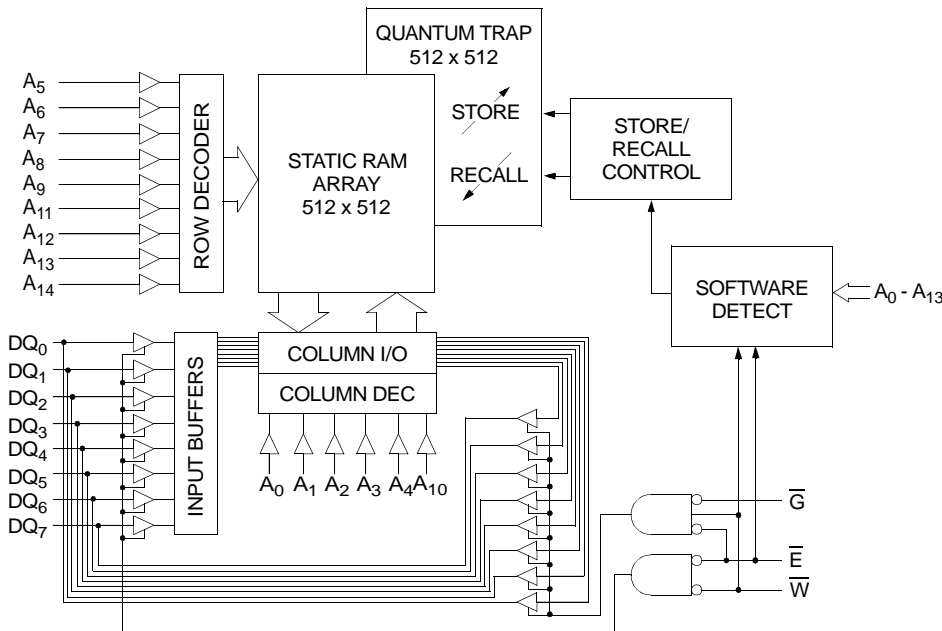 QUANTUM TRAP
512 x 512
STORE
RECALL
STATIC RAM
ARRAY
512 x 512
STORE/
RECALL
CONTROL
SOFTWARE
DETECT
A0 - A13
A5
A6
A7
A8
A9
A11
A12
A13
A14
ROW DECODER
DQ0
DQ1
DQ2
DQ3
DQ4
DQ5
DQ6
DQ7
INPUT BUFFERS
COLUMN I/O
COLUMN DEC
A0 A1 A2 A3 A4 A10
G̅
E̅
W̅